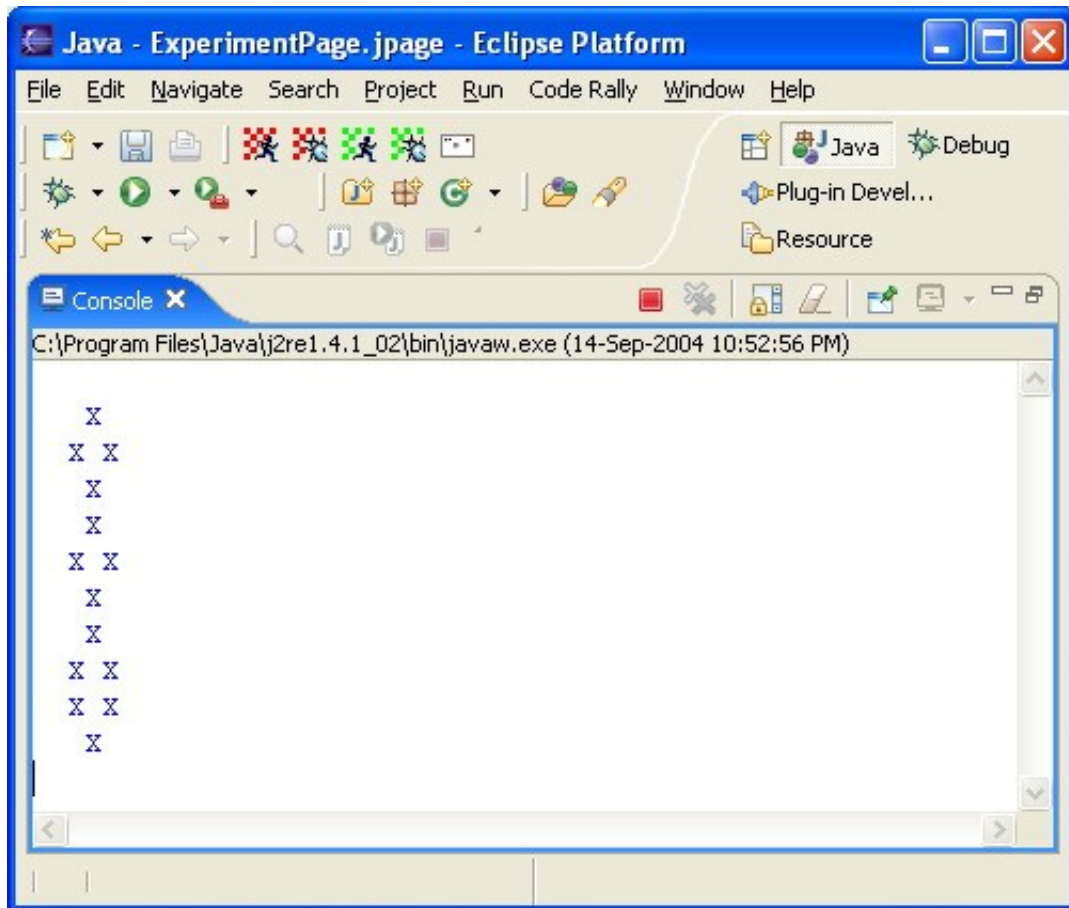 Java - ExperimentPage.jpage - Eclipse Platform
File Edit Navigate Search Project Run Code Rally Window Help
Java Debug
Plug-in Devel...
Resource
Console
C:\Program Files\Java\j2re1.4.1_02\bin\javaw.exe (14-Sep-2004 10:52:56 PM)
X
X X
X
X
X X
X
X
X X
X X
X